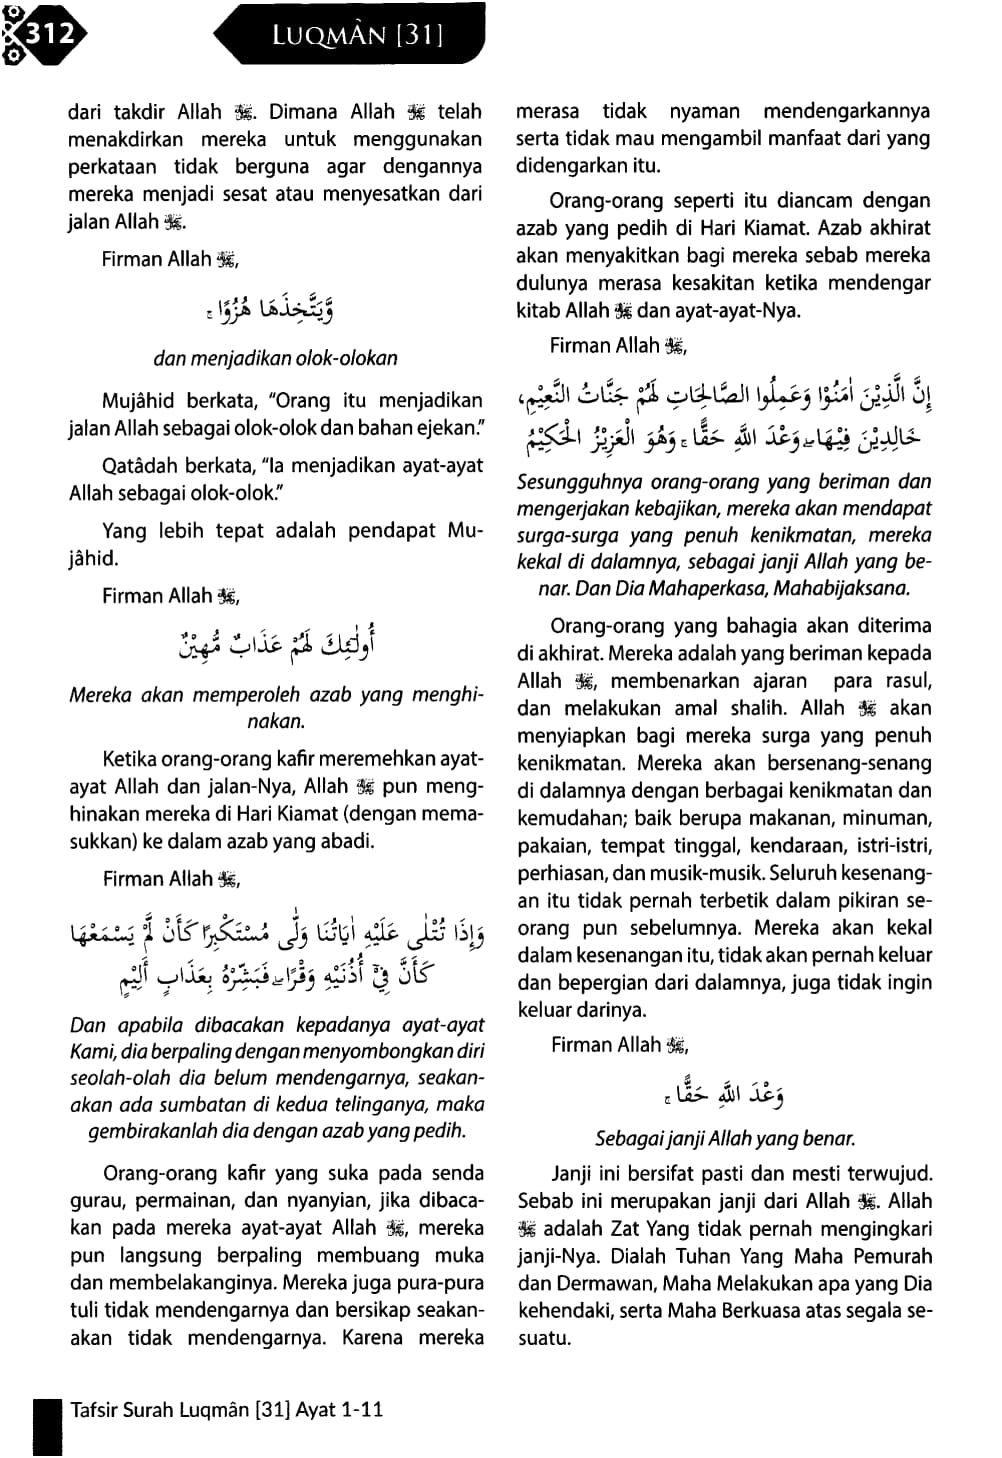 312
LUQMÂN [31]
dari takdir Allah ﷻ. Dimana Allah ﷻ telah
menakdirkan mereka untuk menggunakan
perkataan tidak berguna agar dengannya
mereka menjadi sesat atau menyesatkan dari
jalan Allah ﷻ.
Firman Allah ﷻ,
وَّيَتَّخِذَهَا هُزُوًا ۚ
dan menjadikan olok-olokan
Mujâhid berkata, “Orang itu menjadikan
jalan Allah sebagai olok-olok dan bahan ejekan.”
Qatâdah berkata, “Ia menjadikan ayat-ayat
Allah sebagai olok-olok.”
Yang lebih tepat adalah pendapat Mu-
jâhid.
Firman Allah ﷻ,
أُولٰئِكَ لَهُمْ عَذَابٌ مُّهِيْنٌ
Mereka akan memperoleh azab yang menghi-
nakan.
Ketika orang-orang kafir meremehkan ayat-
ayat Allah dan jalan-Nya, Allah ﷻ pun meng-
hinakan mereka di Hari Kiamat (dengan mema-
sukkan) ke dalam azab yang abadi.
Firman Allah ﷻ,
وَإِذَا تُتْلٰى عَلَيْهِ اٰيَاتُنَا وَلّٰى مُسْتَكْبِرًا كَأَنْ لَّمْ يَسْمَعْهَا
كَأَنَّ فِيْٓ أُذُنَيْهِ وَقْرًا ۖ فَبَشِّرْهُ بِعَذَابٍ أَلِيْمٍ
Dan apabila dibacakan kepadanya ayat-ayat
Kami, dia berpaling dengan menyombongkan diri
seolah-olah dia belum mendengarnya, seakan-
akan ada sumbatan di kedua telinganya, maka
gembirakanlah dia dengan azab yang pedih.
Orang-orang kafir yang suka pada senda
gurau, permainan, dan nyanyian, jika dibaca-
kan pada mereka ayat-ayat Allah ﷻ, mereka
pun langsung berpaling membuang muka
dan membelakanginya. Mereka juga pura-pura
tuli tidak mendengarnya dan bersikap seakan-
akan tidak mendengarnya. Karena mereka
merasa tidak nyaman mendengarkannya
serta tidak mau mengambil manfaat dari yang
didengarkan itu.
Orang-orang seperti itu diancam dengan
azab yang pedih di Hari Kiamat. Azab akhirat
akan menyakitkan bagi mereka sebab mereka
dulunya merasa kesakitan ketika mendengar
kitab Allah ﷻ dan ayat-ayat-Nya.
Firman Allah ﷻ,
إِنَّ الَّذِيْنَ اٰمَنُوْا وَعَمِلُوا الصَّالِحَاتِ لَهُمْ جَنَّاتُ النَّعِيْمِ،
خَالِدِيْنَ فِيْهَا ۖ وَعْدَ اللّٰهِ حَقًّا ۚ وَهُوَ الْعَزِيْزُ الْحَكِيْمُ
Sesungguhnya orang-orang yang beriman dan
mengerjakan kebajikan, mereka akan mendapat
surga-surga yang penuh kenikmatan, mereka
kekal di dalamnya, sebagai janji Allah yang be-
nar. Dan Dia Mahaperkasa, Mahabijaksana.
Orang-orang yang bahagia akan diterima
di akhirat. Mereka adalah yang beriman kepada
Allah ﷻ, membenarkan ajaran para rasul,
dan melakukan amal shalih. Allah ﷻ akan
menyiapkan bagi mereka surga yang penuh
kenikmatan. Mereka akan bersenang-senang
di dalamnya dengan berbagai kenikmatan dan
kemudahan; baik berupa makanan, minuman,
pakaian, tempat tinggal, kendaraan, istri-istri,
perhiasan, dan musik-musik. Seluruh kesenang-
an itu tidak pernah terbetik dalam pikiran se-
orang pun sebelumnya. Mereka akan kekal
dalam kesenangan itu, tidak akan pernah keluar
dan bepergian dari dalamnya, juga tidak ingin
keluar darinya.
Firman Allah ﷻ,
وَعْدَ اللّٰهِ حَقًّا ۚ
Sebagai janji Allah yang benar.
Janji ini bersifat pasti dan mesti terwujud.
Sebab ini merupakan janji dari Allah ﷻ. Allah
ﷻ adalah Zat Yang tidak pernah mengingkari
janji-Nya. Dialah Tuhan Yang Maha Pemurah
dan Dermawan, Maha Melakukan apa yang Dia
kehendaki, serta Maha Berkuasa atas segala se-
suatu.
Tafsir Surah Luqmân [31] Ayat 1-11